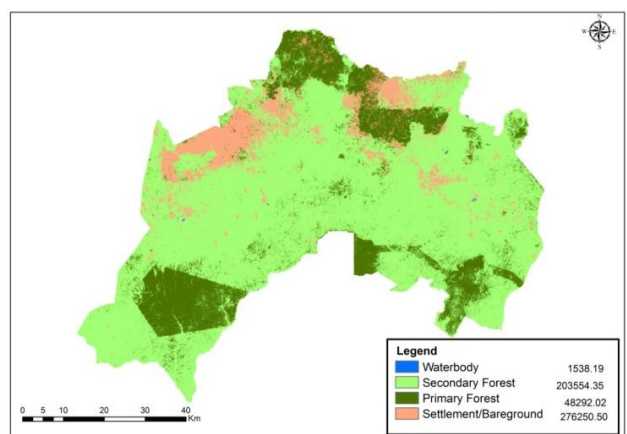 N
W E
S
Legend
Waterbody 1538.19
Secondary Forest 203554.35
Primary Forest 48292.02
Settlement/Bareground 276250.50
0 5 10 20 30 40
Km